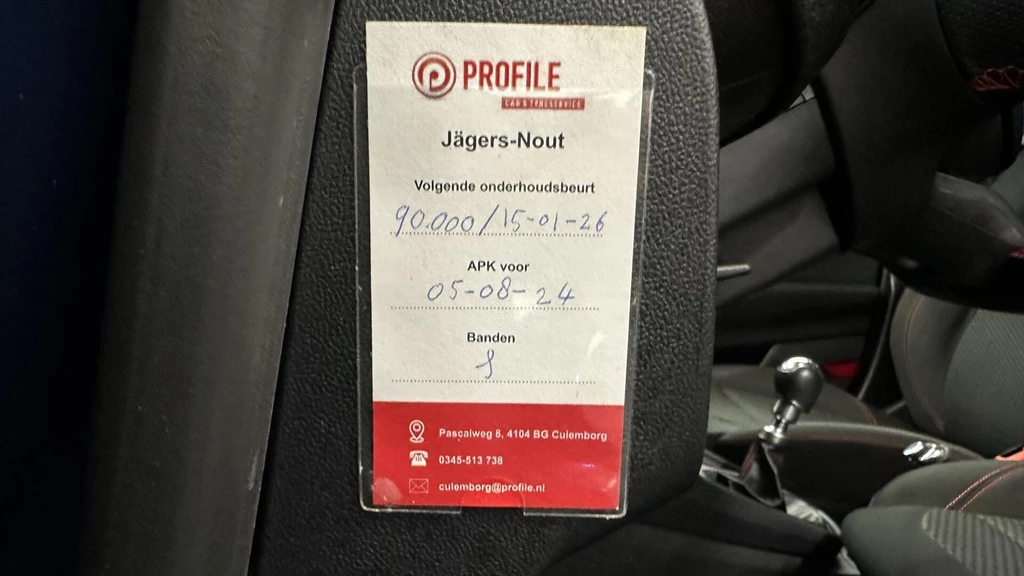 PROFILE
CAR & TYRESERVICE
Jägers-Nout
Volgende onderhoudsbeurt
90.000/15-01-26
APK voor
05-08-24
Banden
Pascalweg 8, 4104 BG Culemborg
0345-513 738
culemborg@profile.nl